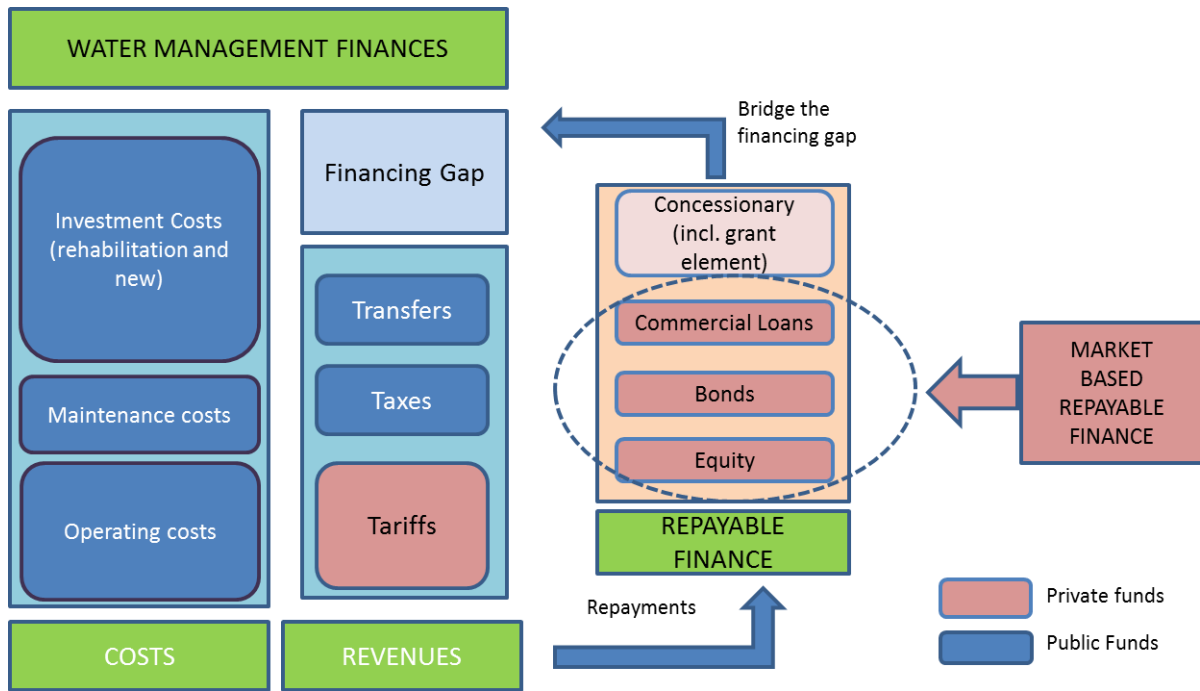 WATER MANAGEMENT FINANCES
Investment Costs
(rehabilitation and
new)
Maintenance costs
Operating costs
COSTS
Financing Gap
Transfers
Taxes
Tariffs
REVENUES
Bridge the
financing gap
Concessionary
(incl. grant
element)
Commercial Loans
Bonds
Equity
REPAYABLE
FINANCE
Repayments
MARKET
BASED
REPAYABLE
FINANCE
Private funds
Public Funds